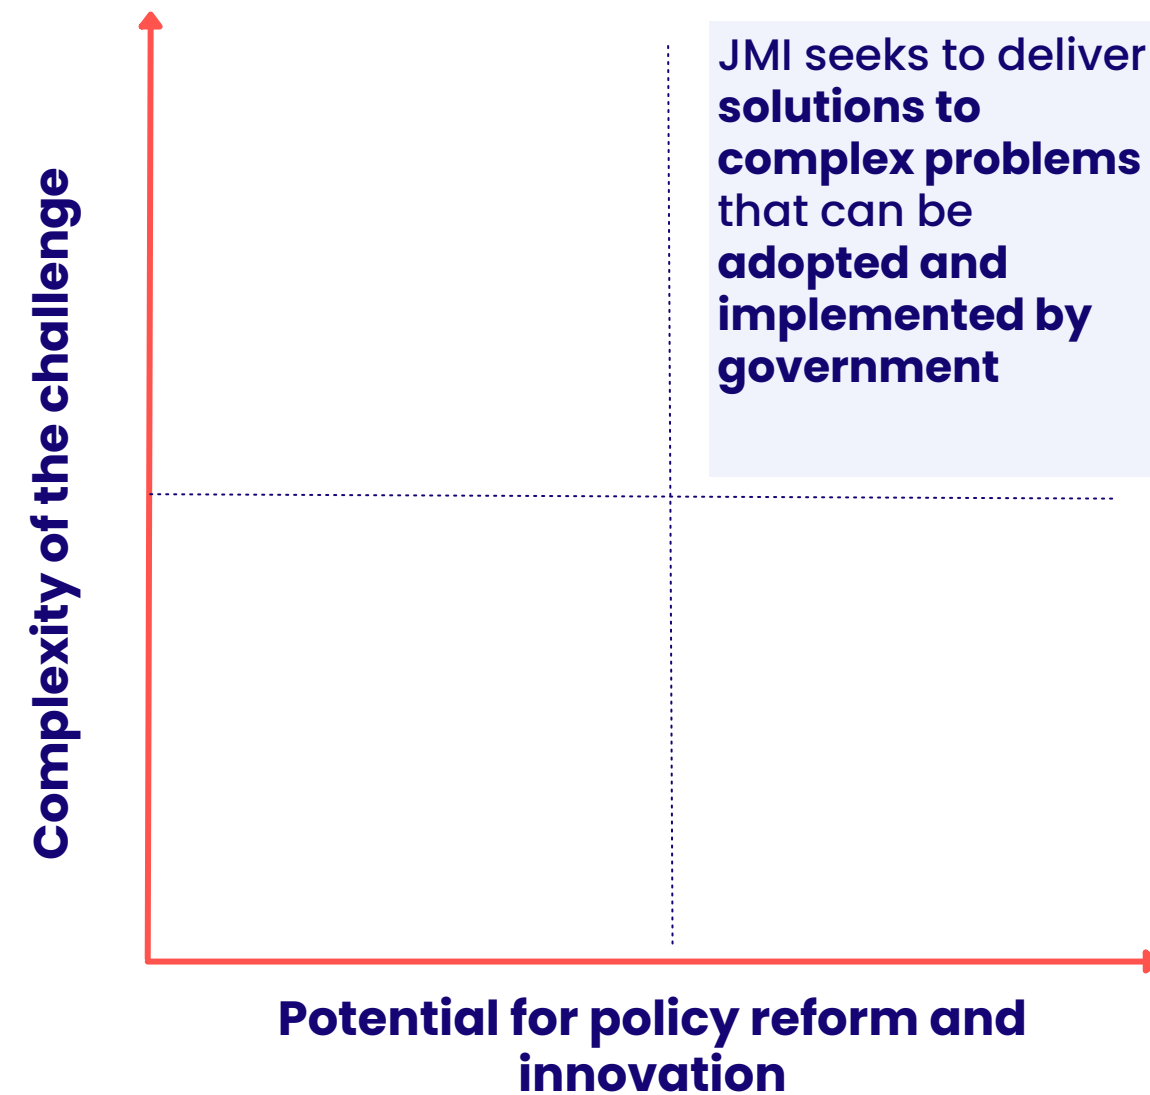 JMI seeks to deliver
solutions to
complex problems
that can be
adopted and
implemented by
government
Complexity of the challenge
Potential for policy reform and
innovation